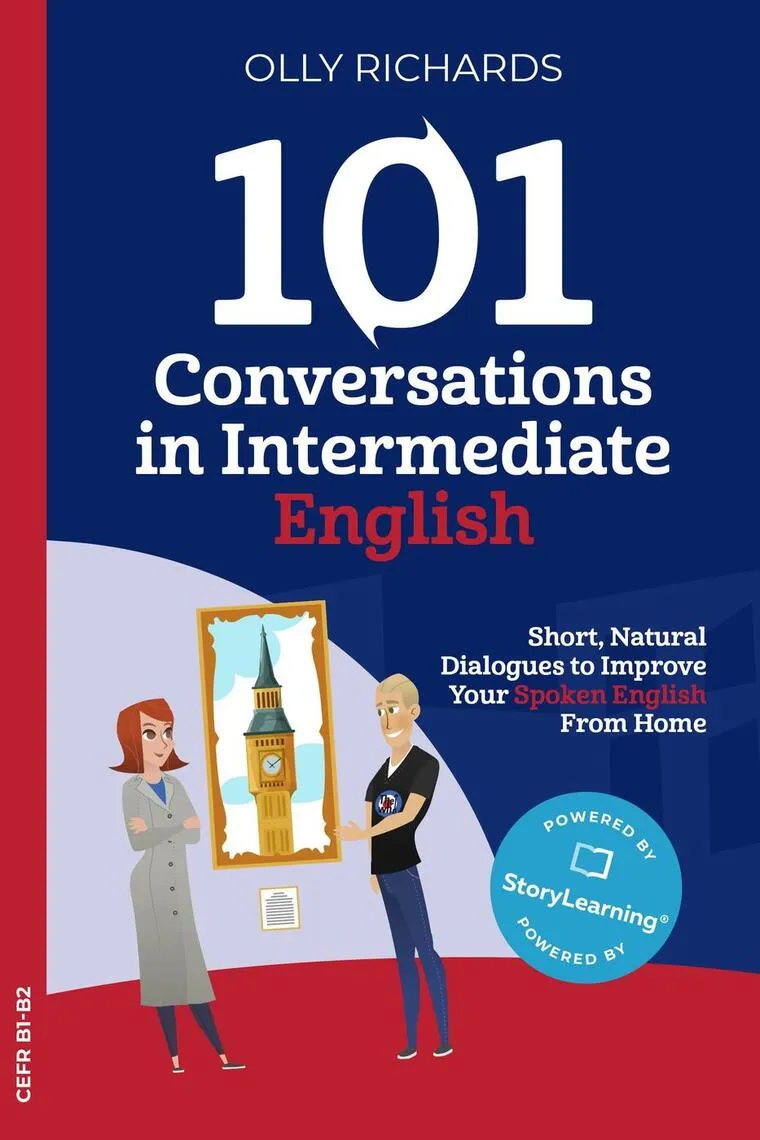 OLLY RICHARDS
101
Conversations
in Intermediate
English
Short, Natural
Dialogues to Improve
Your Spoken English
From Home
POWERED BY
StoryLearning®
POWERED BY
CEFR B1-B2